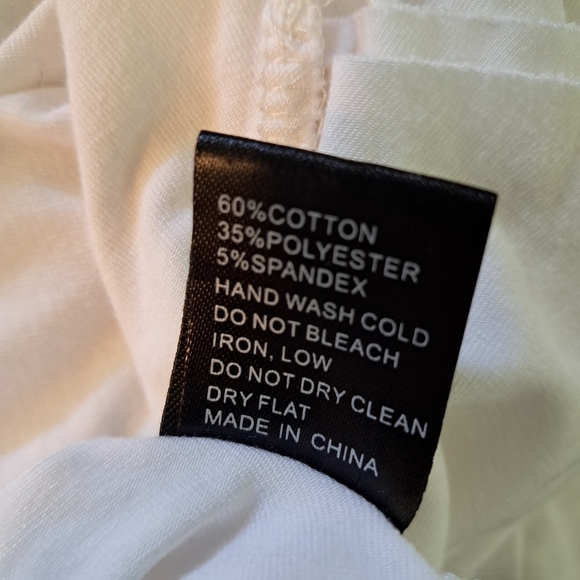 60%COTTON
35%POLYESTER
5%SPANDEX
HAND WASH COLD
DO NOT BLEACH
IRON, LOW
DO NOT DRY CLEAN
DRY FLAT
MADE IN CHINA